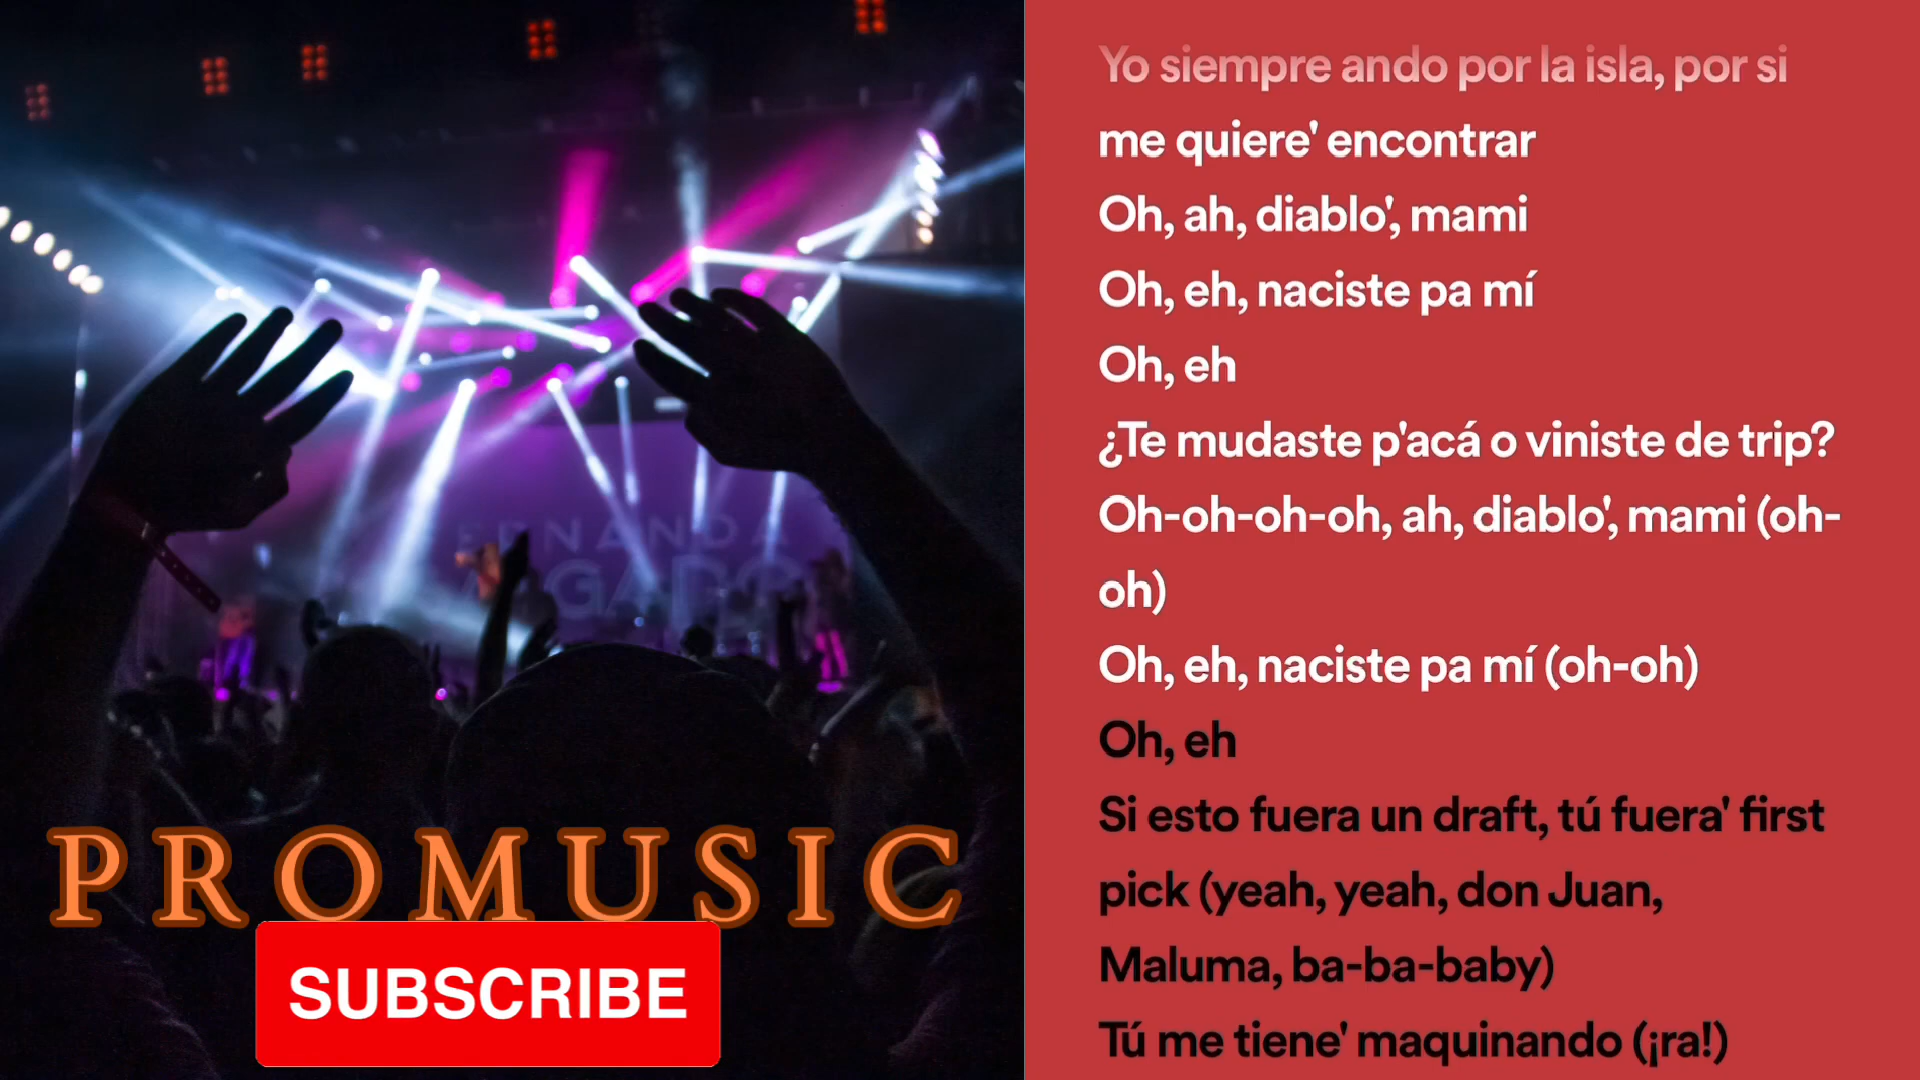 FERNANDA
PROMUSIC
SUBSCRIBE
Yo siempre ando por la isla, por si
me quiere' encontrar
Oh, ah, diablo', mami
Oh, eh, naciste pa mí
Oh, eh
¿Te mudaste p'acá o viniste de trip?
Oh-oh-oh-oh, ah, diablo', mami (oh-
oh)
Oh, eh, naciste pa mí (oh-oh)
Oh, eh
Si esto fuera un draft, tú fuera' first
pick (yeah, yeah, don Juan,
Maluma, ba-ba-baby)
Tú me tiene' maquinando (¡ra!)